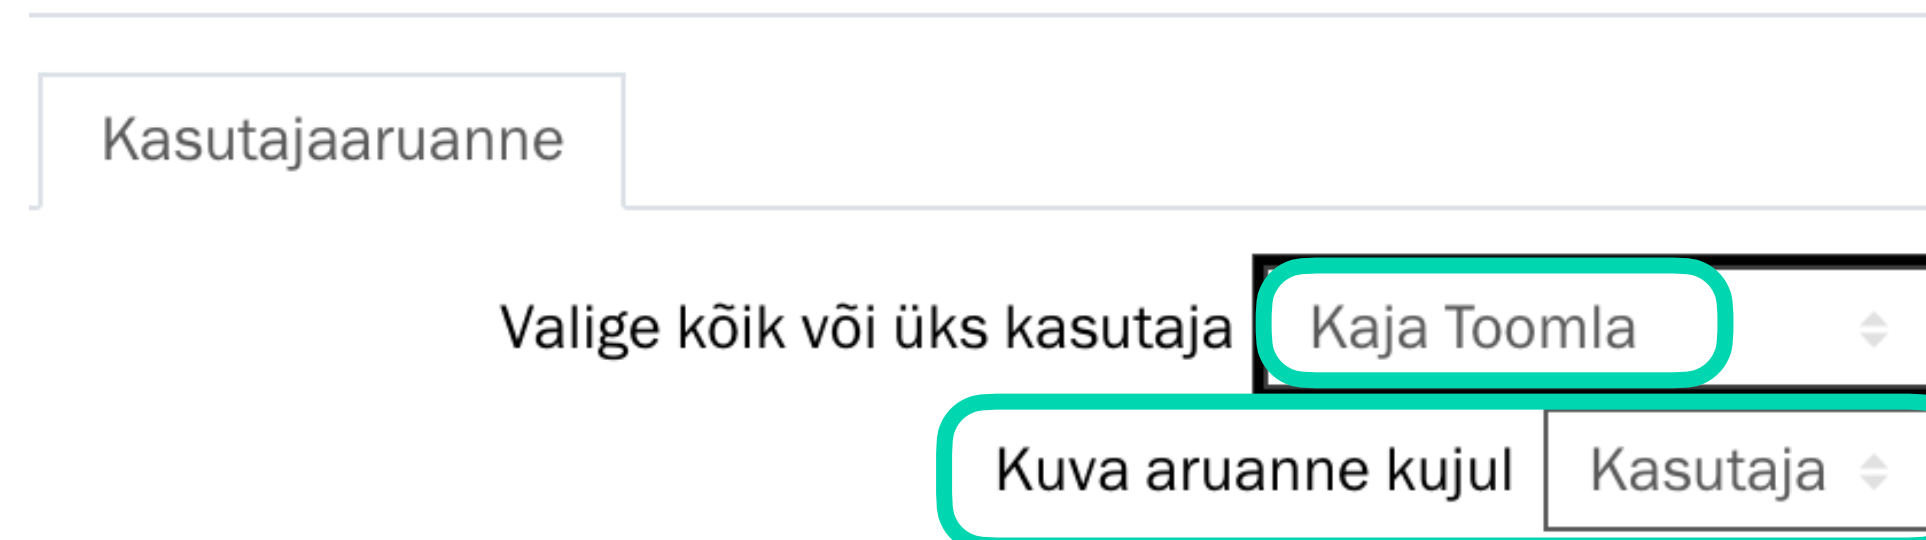 Kasutajaaruanne
Valige kõik või üks kasutaja Kaja Toomla
Kuva aruanne kujul Kasutaja